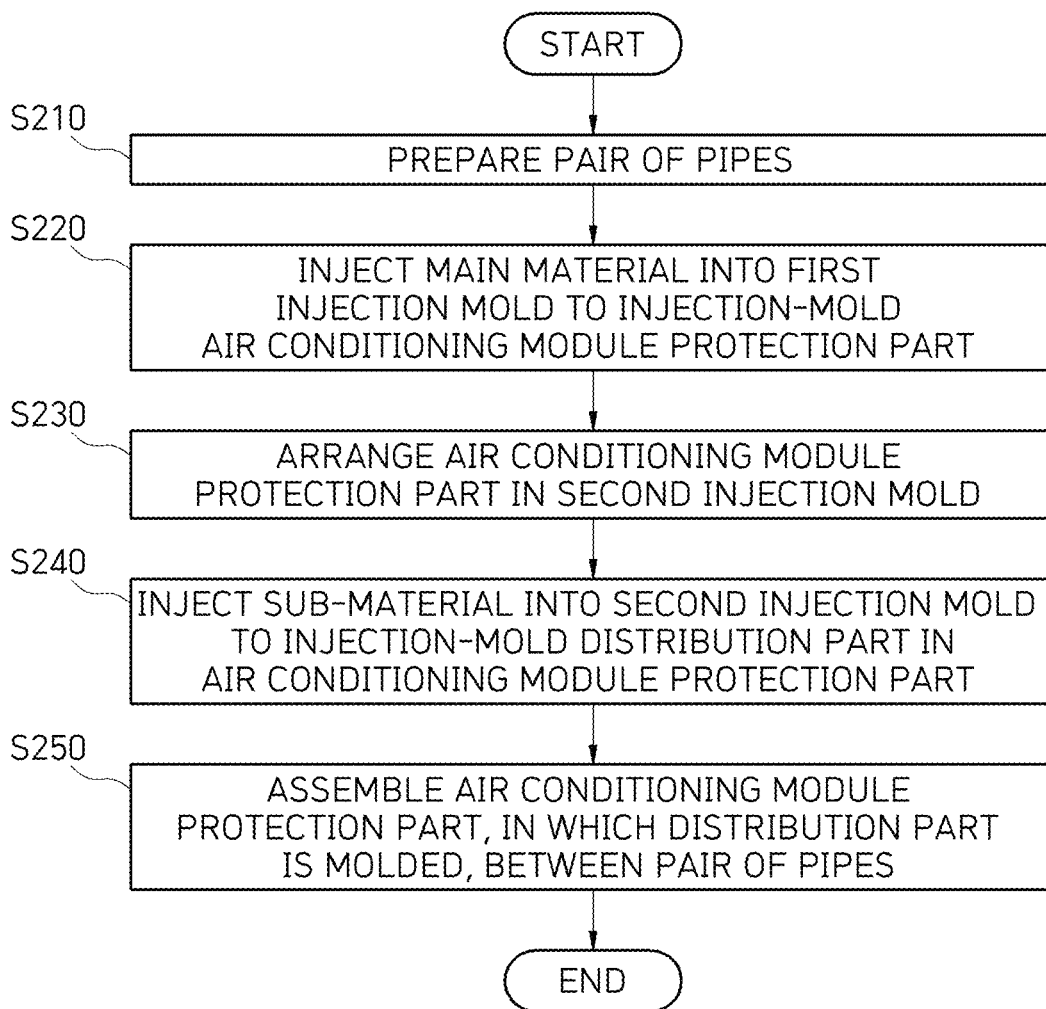 START
S210
PREPARE PAIR OF PIPES
S220
INJECT MAIN MATERIAL INTO FIRST
INJECTION MOLD TO INJECTION-MOLD
AIR CONDITIONING MODULE PROTECTION PART
S230
ARRANGE AIR CONDITIONING MODULE
PROTECTION PART IN SECOND INJECTION MOLD
S240
INJECT SUB-MATERIAL INTO SECOND INJECTION MOLD
TO INJECTION-MOLD DISTRIBUTION PART IN
AIR CONDITIONING MODULE PROTECTION PART
S250
ASSEMBLE AIR CONDITIONING MODULE
PROTECTION PART, IN WHICH DISTRIBUTION PART
IS MOLDED, BETWEEN PAIR OF PIPES
END